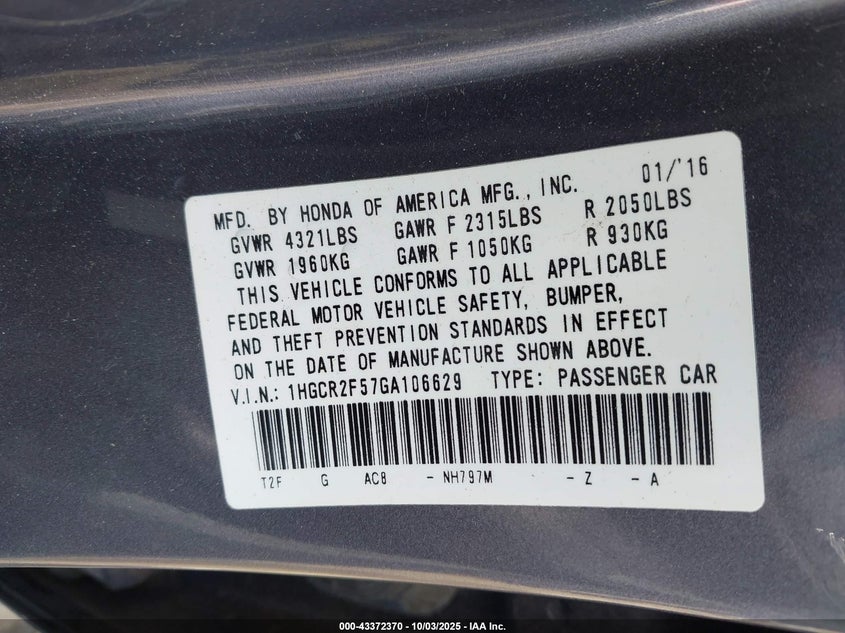 01/'16
MFD. BY HONDA OF AMERICA MFG., INC.
GVWR 4321LBS GAWR F 2315LBS R 2050LBS
GVWR 1960KG GAWR F 1050KG R 930KG
THIS VEHICLE CONFORMS TO ALL APPLICABLE
FEDERAL MOTOR VEHICLE SAFETY, BUMPER,
AND THEFT PREVENTION STANDARDS IN EFFECT
ON THE DATE OF MANUFACTURE SHOWN ABOVE.
V.I.N.: 1HGCR2F57GA106629 TYPE: PASSENGER CAR
T2F G AC8 - NH797M - Z - A
000-43372370 - 10/03/2025 - IAA Inc.